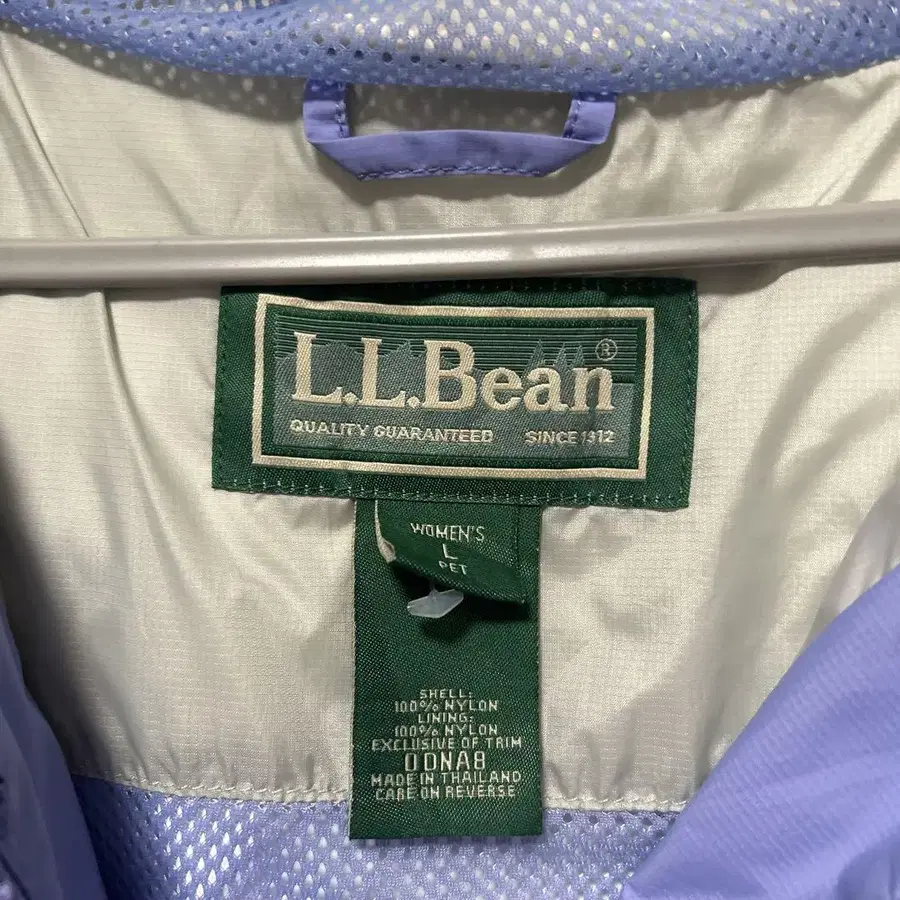 L.L.Bean®
QUALITY GUARANTEED SINCE 1912
WOMEN'S
L
PET
SHELL:
100% NYLON
LINING:
100% NYLON
EXCLUSIVE OF TRIM
0DNA8
MADE IN THAILAND
CARE ON REVERSE